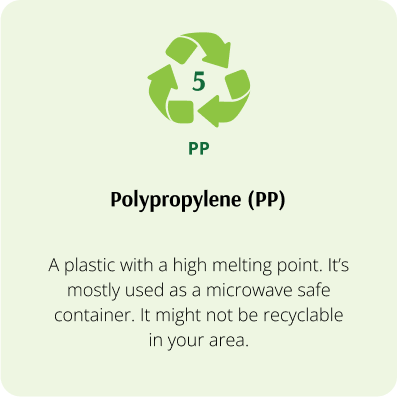 5
PP
Polypropylene (PP)
A plastic with a high melting point. It’s
mostly used as a microwave safe
container. It might not be recyclable
in your area.